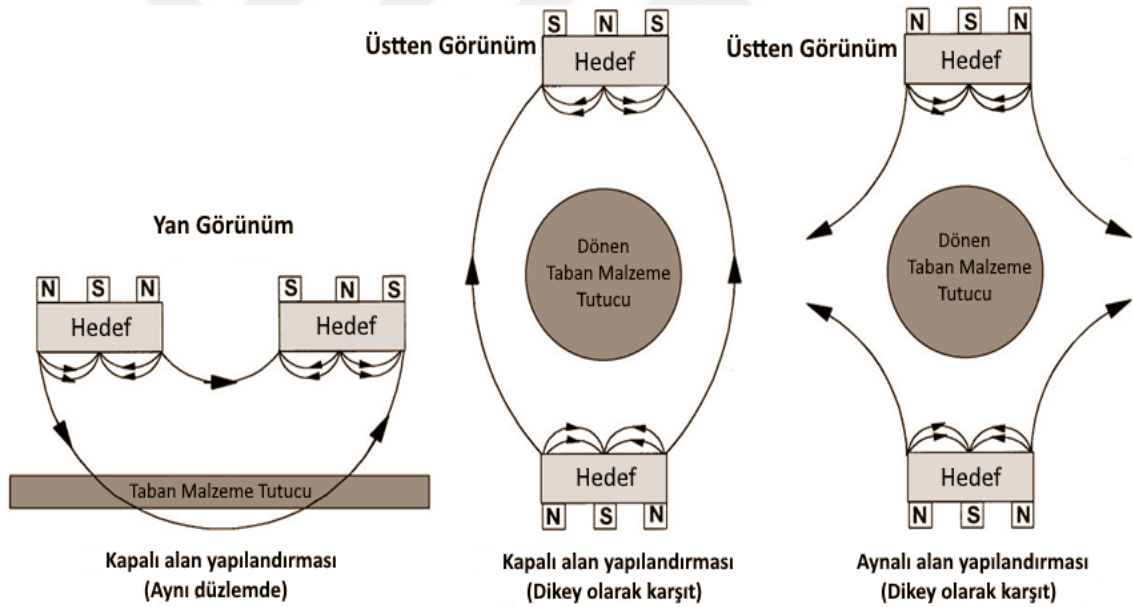 Yan Görünüm
N S N
S N S
Hedef
Hedef
Taban Malzeme Tutucu
Kapalı alan yapılandırması
(Aynı düzlemde)
Üstten Görünüm
S N S
Hedef
Dönen
Taban Malzeme
Tutucu
Hedef
N S N
Kapalı alan yapılandırması
(Dikey olarak karşıt)
Üstten Görünüm
N S N
Hedef
Dönen
Taban Malzeme
Tutucu
Hedef
N S N
Aynalı alan yapılandırması
(Dikey olarak karşıt)